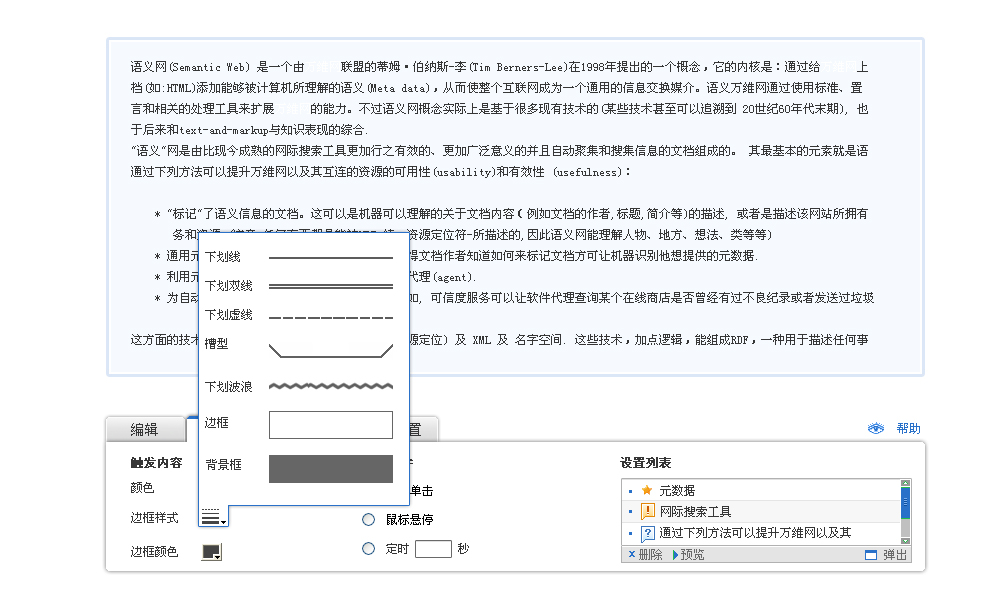 语义网(Semantic Web) 是一个由 联盟的蒂姆·伯纳斯-李(Tim Berners-Lee)在1998年提出的一个概念,它的内核是:通过给 上
档(如:HTML)添加能够被计算机所理解的语义(Meta data),从而使整个互联网成为一个通用的信息交换媒介。语义万维网通过使用标准、置
言和相关的处理工具来扩展 的能力。不过语义网概念实际上是基于很多现有技术的(某些技术甚至可以追溯到 20世纪60年代末期), 也
于后来和text-and-markup与知识表现的综合.
“语义”网是由比现今成熟的网际搜索工具更加行之有效的、更加广泛意义的并且自动聚集和搜集信息的文档组成的。 其最基本的元素就是语
通过下列方法可以提升万维网以及其互连的资源的可用性(usability)和有效性 (usefulness):
* “标记”了语义信息的文档。这可以是机器可以理解的关于文档内容( 例如文档的作者,标题,简介等)的描述, 或者是描述该网站所拥有
务和资源 资源定位符-所描述的,因此语义网能理解人物、地方、想法、类等等)
* 通用元 得文档作者知道如何来标记文档方可让机器识别他想提供的元数据.
* 利用元 代理(agent).
* 为自动 加, 可信度服务可以让软件代理查询某个在线商店是否曾经有过不良纪录或者发送过垃圾
这方面的技术 源定位) 及 XML 及 名字空间. 这些技术,加点逻辑,能组成RDF,一种用于描述任何事
下划线
下划双线
下划虚线
槽型
下划波浪
边框
背景框
编辑
置
帮助
触发内容
颜色
边框样式
边框颜色
单击
鼠标悬停
定时 秒
设置列表
元数据
网际搜索工具
通过下列方法可以提升万维网以及其
×删除 预览 弹出